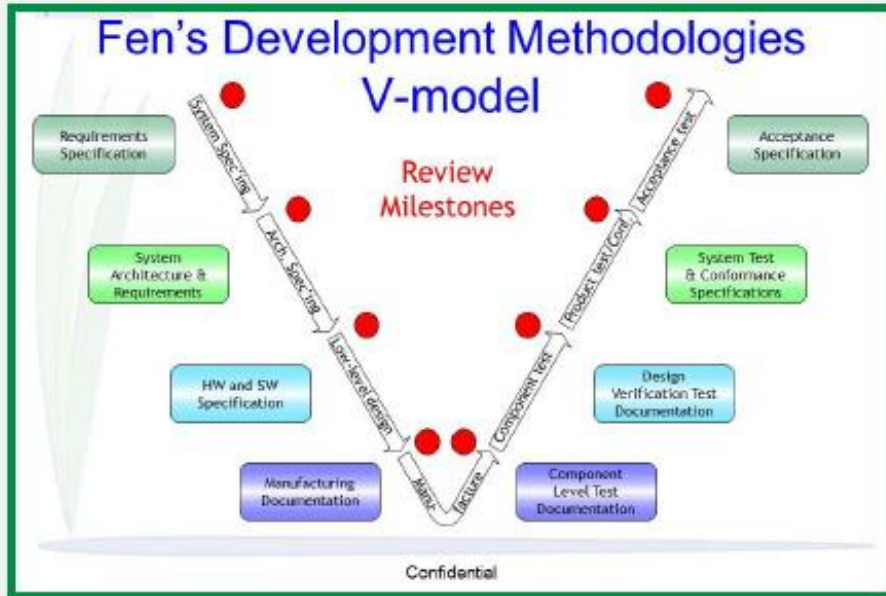 Fen's Development Methodologies
V-model
Requirements
Specification
System Spec'ing
Review
Milestones
Acceptance test
Acceptance
Specification
System
Architecture &
Requirements
Arch. Spec'ing
Product test/Conf.
System Test
& Conformance
Specifications
HW and SW
Specification
Low-level design
Component test
Design
Verification Test
Documentation
Manufacturing
Documentation
Manu-
facture
Component
Level Test
Documentation
Confidential